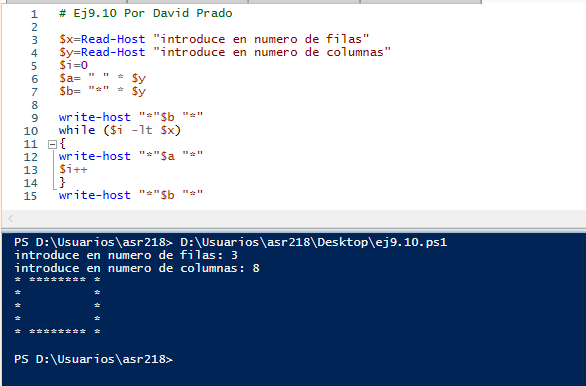 1 # Ej9.10 Por David Prado
2
3 $x=Read-Host "introduce en numero de filas"
4 $y=Read-Host "introduce en numero de columnas"
5 $i=0
6 $a= " " * $y
7 $b= "*" * $y
8
9 write-host "*"$b "*"
10 while ($i -lt $x)
11 {
12 write-host "*"$a "*"
13 $i++
14 }
15 write-host "*"$b "*"
PS D:\Usuarios\asr218> D:\Usuarios\asr218\Desktop\ej9.10.ps1
introduce en numero de filas: 3
introduce en numero de columnas: 8
* ******** *
*          *
*          *
*          *
* ******** *
PS D:\Usuarios\asr218>